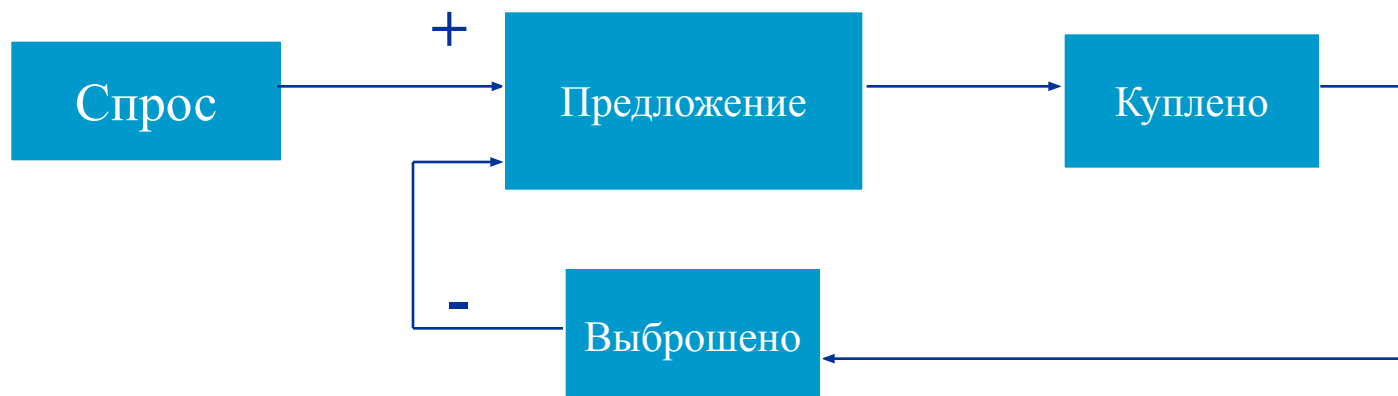 +
Спрос
Предложение
Куплено
-
Выброшено